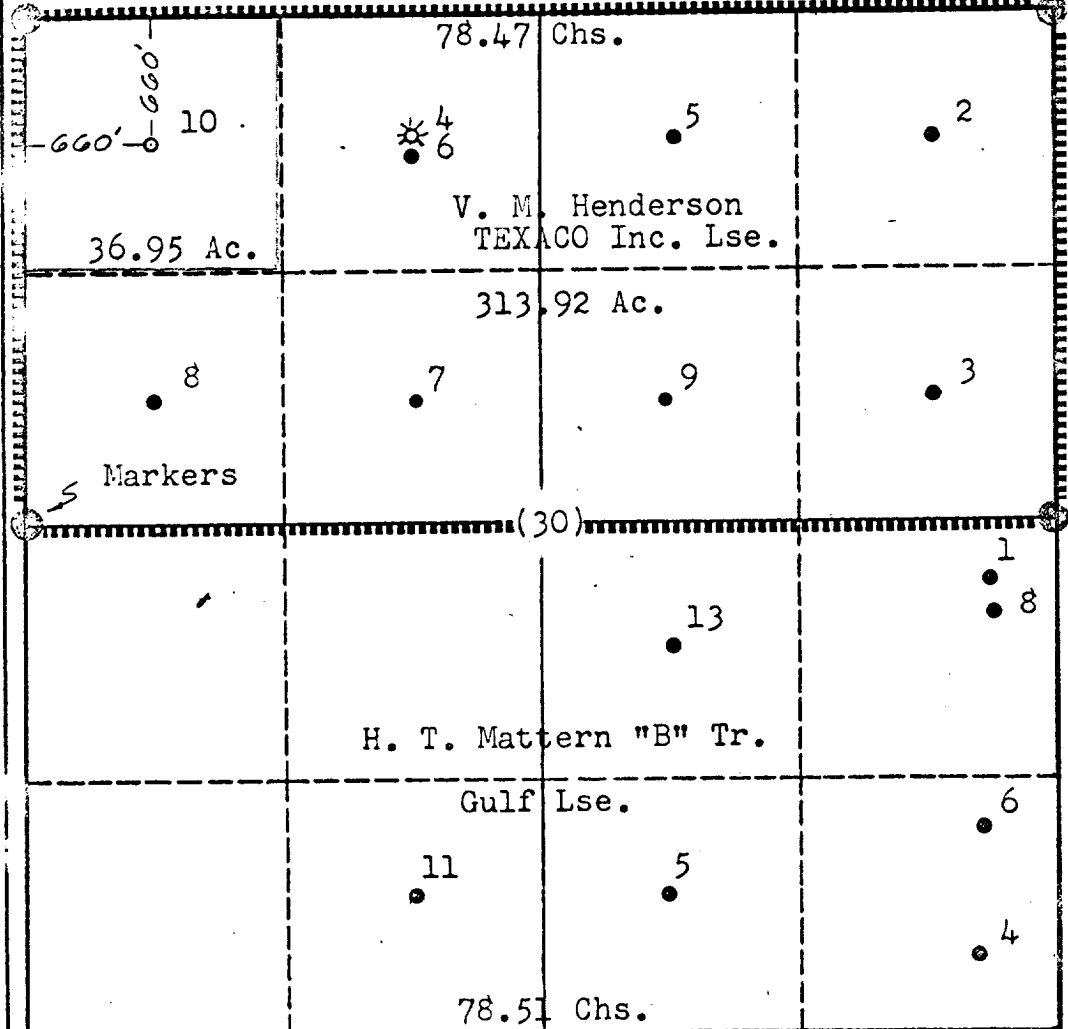 78.47 Chs.
660'
660'
10
4
6
5
2
V. M. Henderson
TEXACO Inc. Lse.
36.95 Ac.
313.92 Ac.
8
7
9
3
Markers
(30)
1
8
13
H. T. Mattern "B" Tr.
Gulf Lse.
6
11
5
4
78.51 Chs.